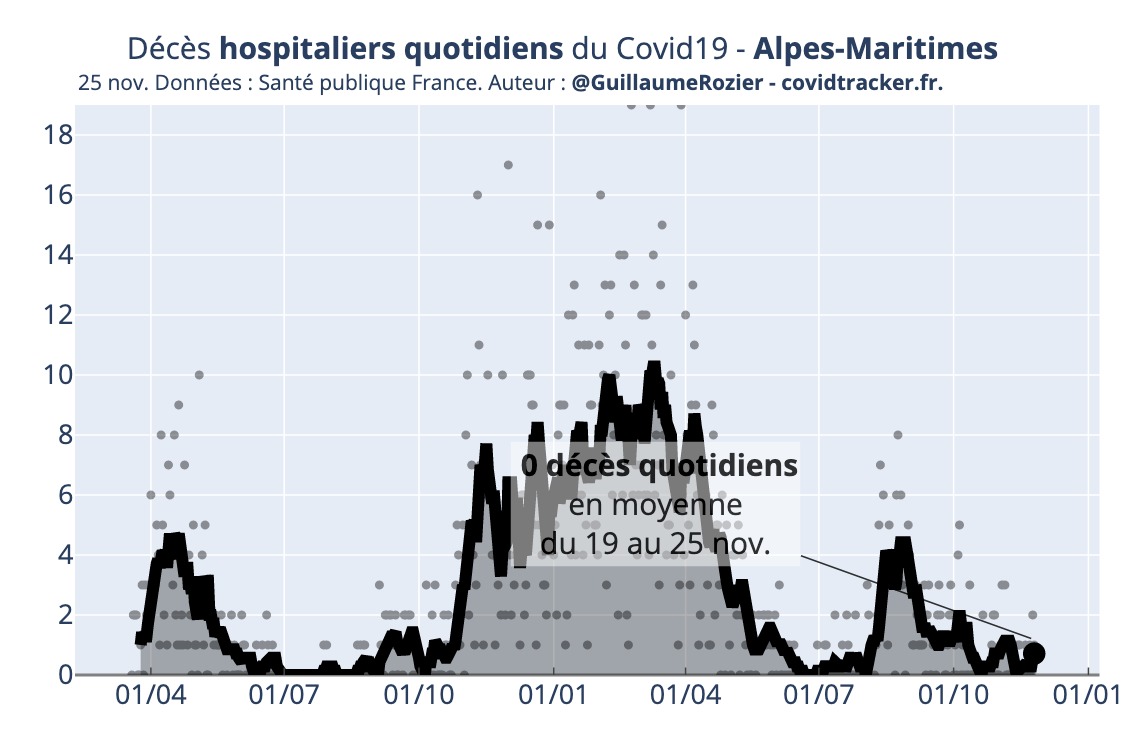 Décès hospitaliers quotidiens du Covid19 - Alpes-Maritimes
25 nov. Données : Santé publique France. Auteur : @GuillaumeRozier - covidtracker.fr.
18
16
14
12
10
8
6
4
2
0
0 décès quotidiens
en moyenne
du 19 au 25 nov.
01/04 01/07 01/10 01/01 01/04 01/07 01/10 01/01